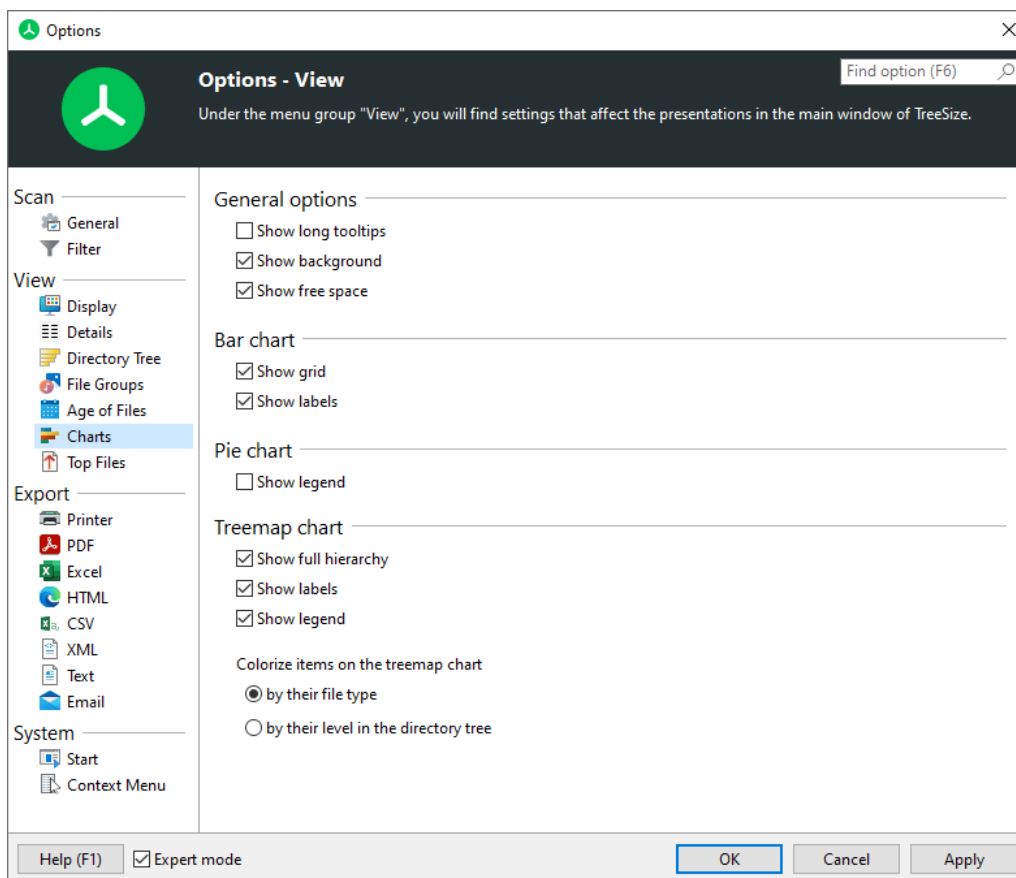 Options
Options - View
Find option (F6)
Under the menu group "View", you will find settings that affect the presentations in the main window of TreeSize.
Scan
General
Filter
View
Display
Details
Directory Tree
File Groups
Age of Files
Charts
Top Files
Export
Printer
PDF
Excel
HTML
CSV
XML
Text
Email
System
Start
Context Menu
General options
Show long tooltips
Show background
Show free space
Bar chart
Show grid
Show labels
Pie chart
Show legend
Treemap chart
Show full hierarchy
Show labels
Show legend
Colorize items on the treemap chart
by their file type
by their level in the directory tree
Help (F1)
Expert mode
OK
Cancel
Apply